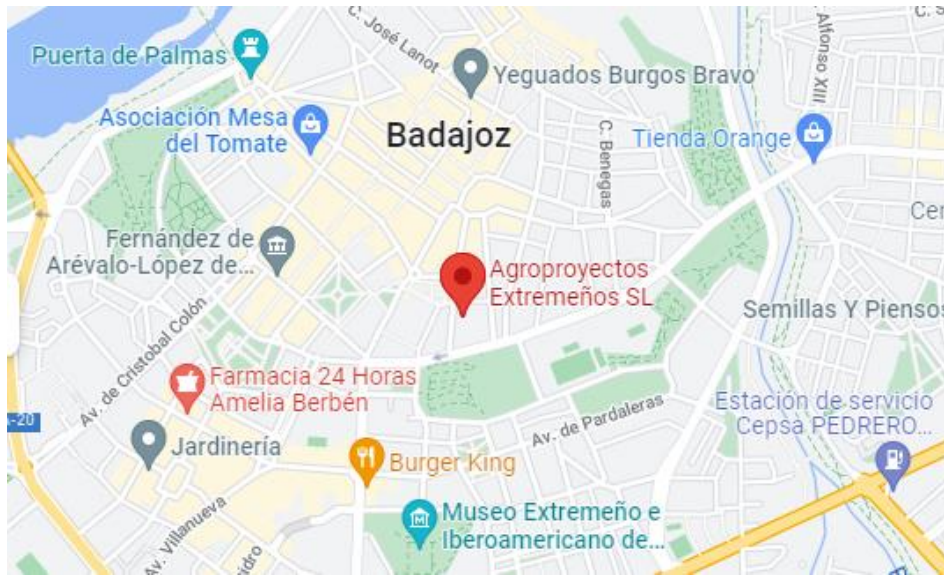 C. José Lanot
Puerta de Palmas
Yeguados Burgos Bravo
Alfonso XIII
C. S
Asociación Mesa
del Tomate
Badajoz
C. Benegas
Tienda Orange
Cer
Fernández de
Arévalo-López de...
Agroproyectos
Extremeños SL
Semillas Y Piensos
Av. de Cristobal Colón
Farmacia 24 Horas
Amelia Berbén
-20
Jardinería
Burger King
Av. de Pardaleras
Estación de servicio
Cepsa PEDRERO...
Av. Villanueva
Museo Extremeño e
Iberoamericano de...